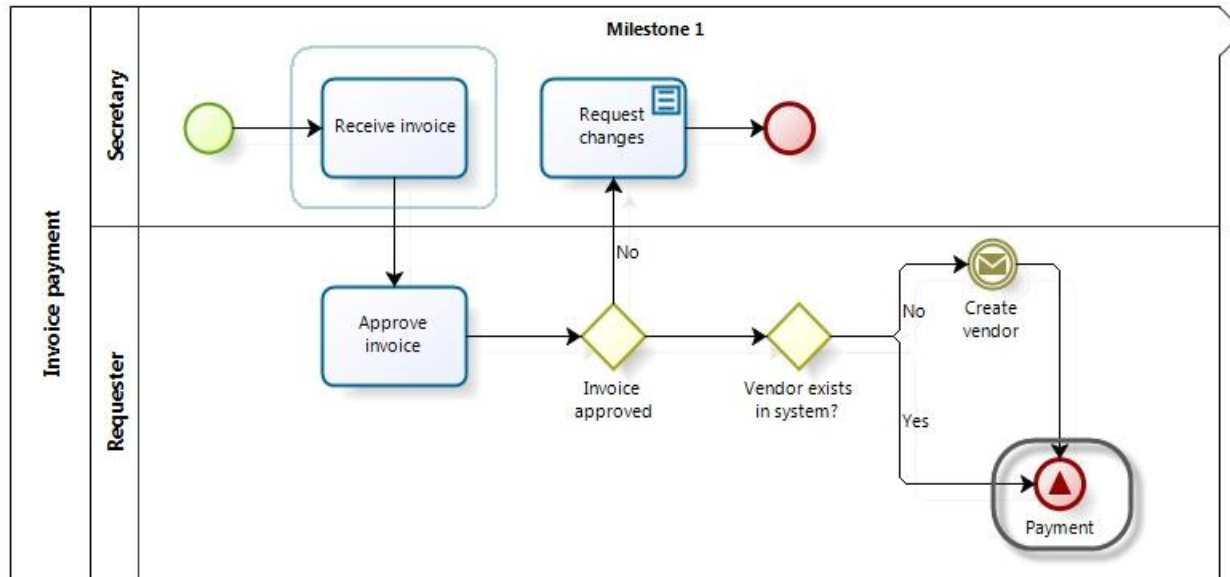 Invoice payment
Milestone 1
Secretary
Receive invoice
Request
changes
Requester
No
Approve
invoice
Invoice
approved
Vendor exists
in system?
No
Create
vendor
Yes
Payment